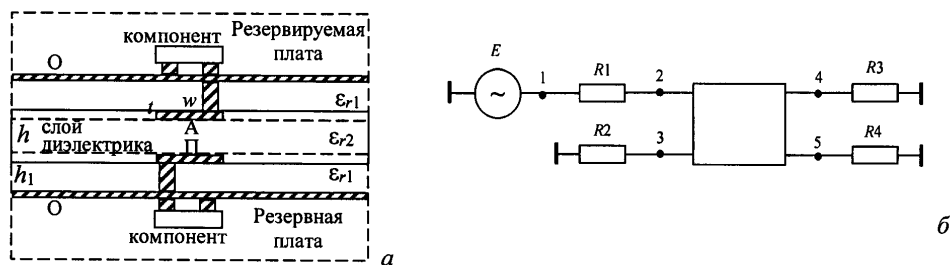 компонент
Резервируемая
плата
O
t
w
εr1
h
слой
диэлектрика
А
П
εr2
h1
εr1
O
компонент
Резервная
плата
а
E
~
1
R1
2
4
R3
R2
3
5
R4
б